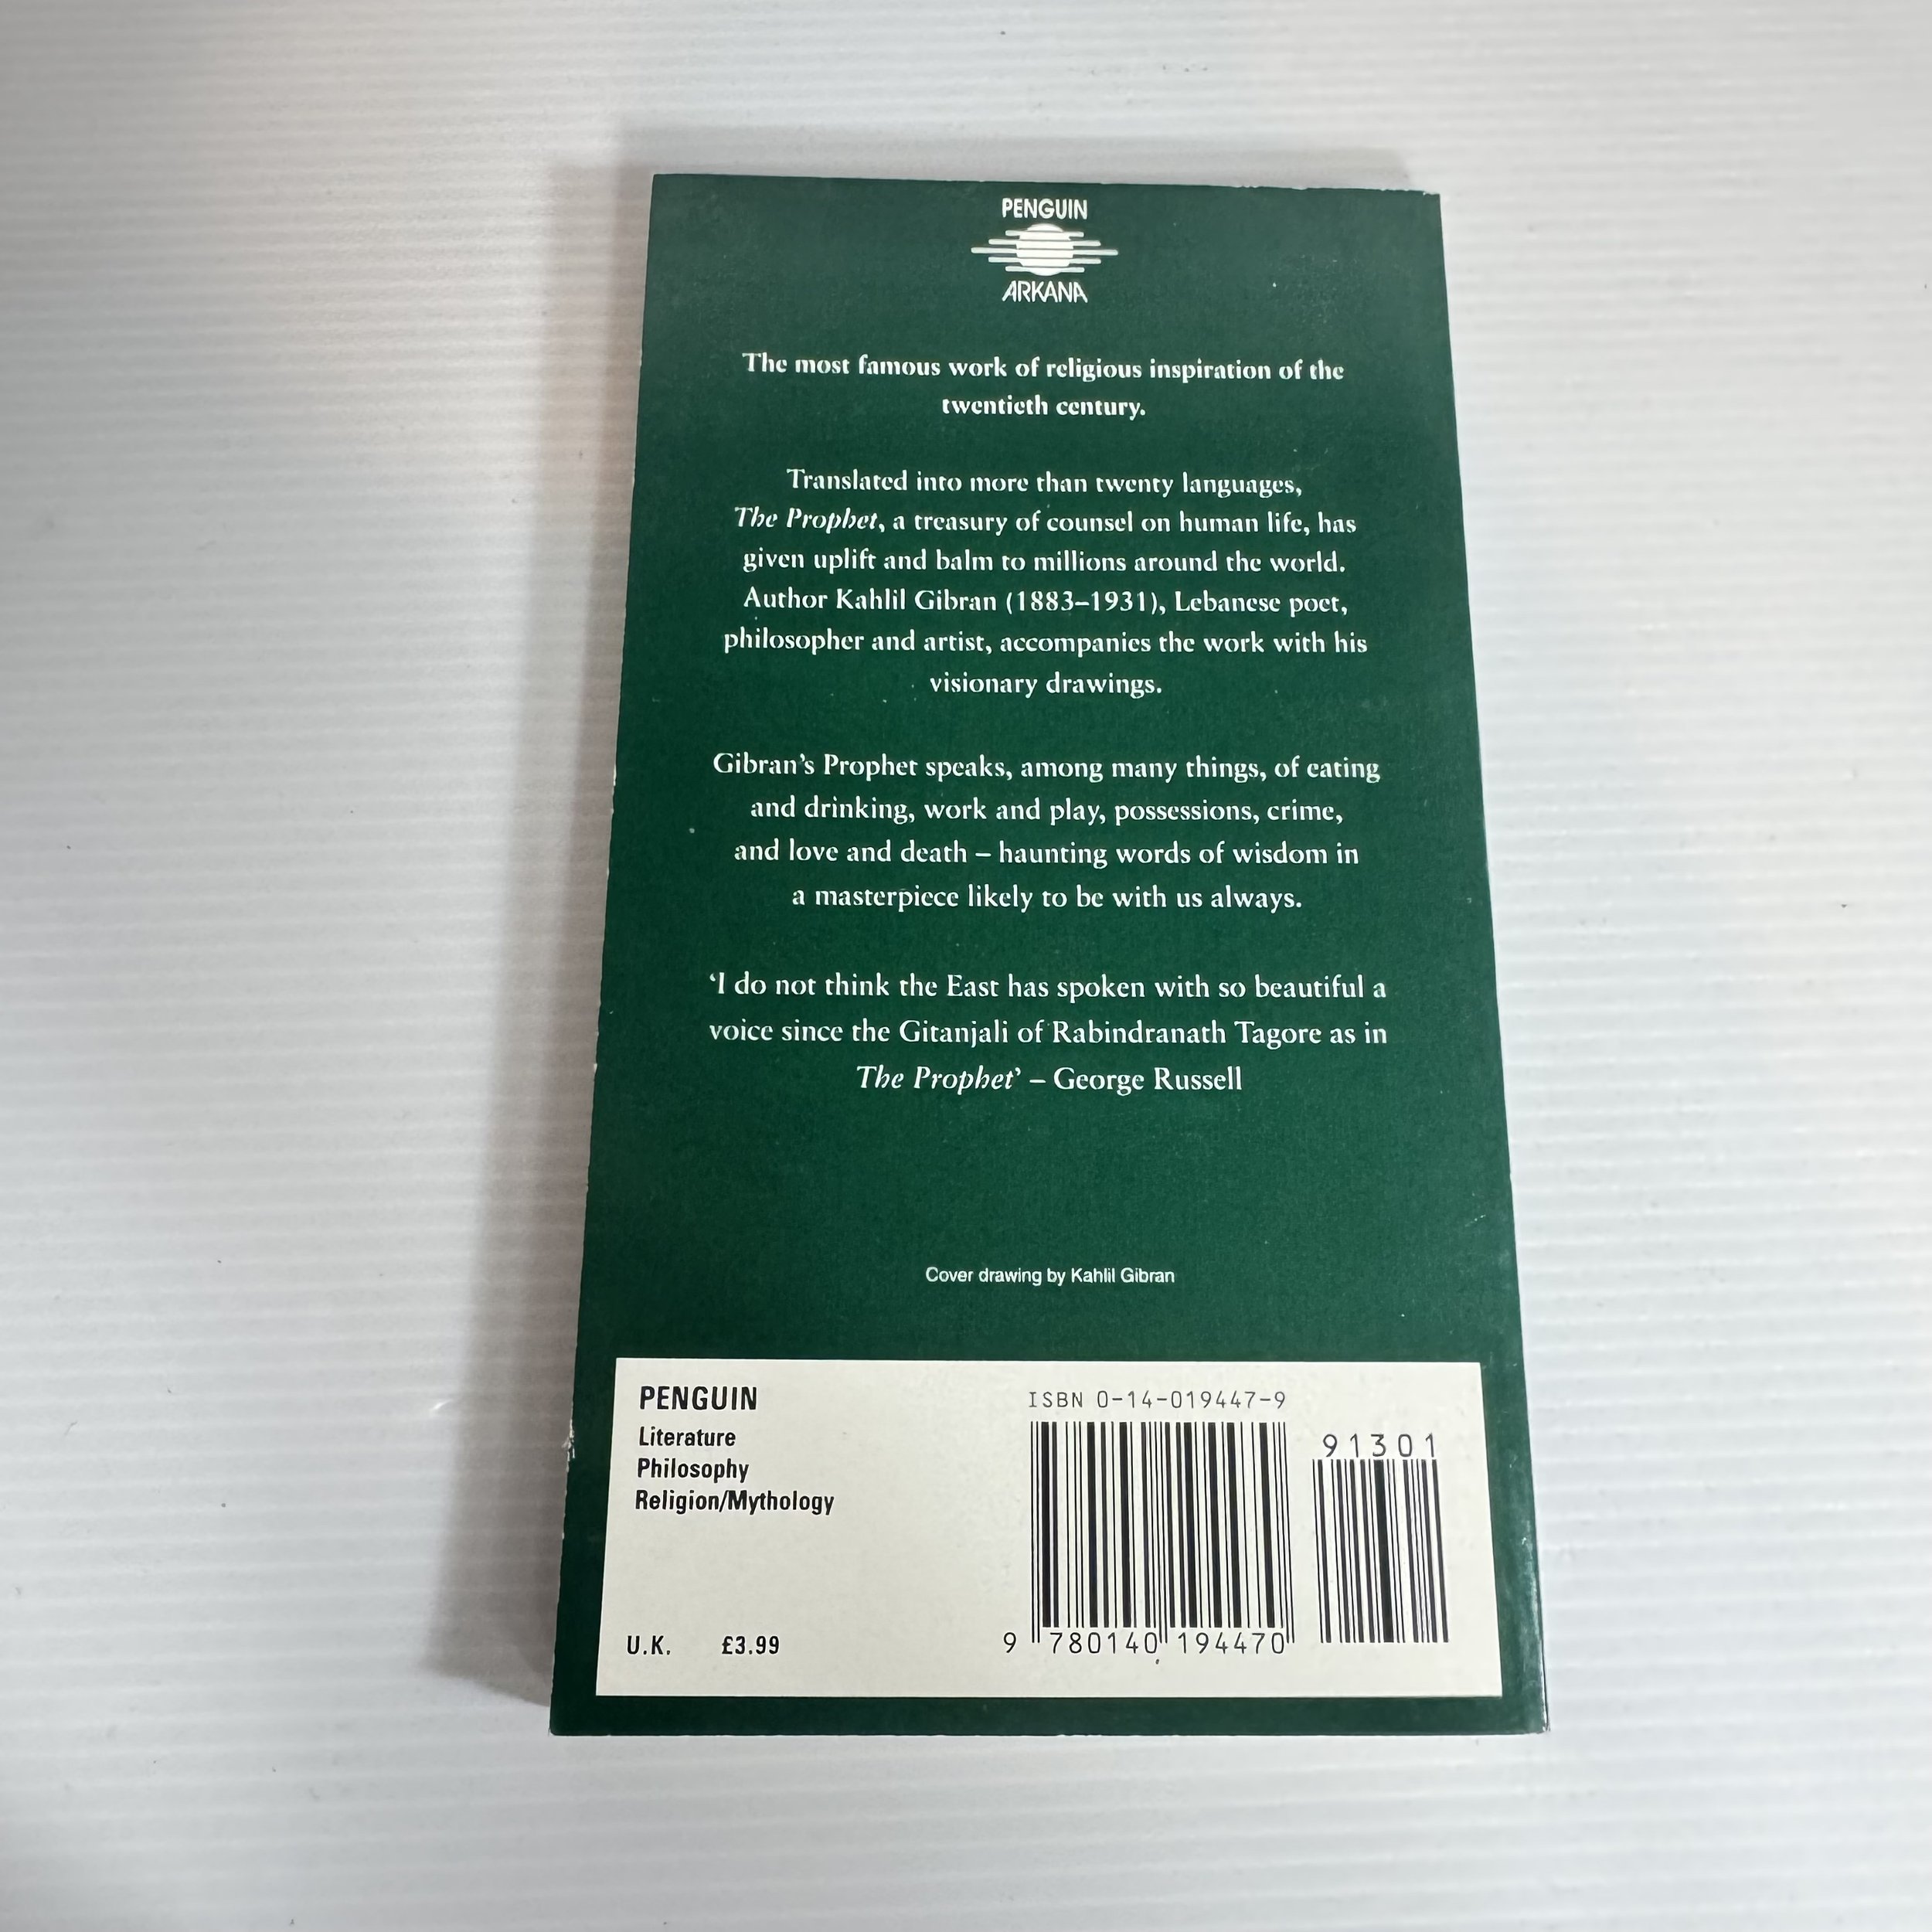 PENGUIN
ARKANA
The most famous work of religious inspiration of the
twentieth century.
Translated into more than twenty languages,
The Prophet, a treasury of counsel on human life, has
given uplift and balm to millions around the world.
Author Kahlil Gibran (1883–1931), Lebanese poet,
philosopher and artist, accompanies the work with his
visionary drawings.
Gibran’s Prophet speaks, among many things, of eating
and drinking, work and play, possessions, crime,
and love and death – haunting words of wisdom in
a masterpiece likely to be with us always.
‘I do not think the East has spoken with so beautiful a
voice since the Gitanjali of Rabindranath Tagore as in
The Prophet’ – George Russell
Cover drawing by Kahlil Gibran
PENGUIN
Literature
Philosophy
Religion/Mythology
U.K. £3.99
ISBN 0-14-019447-9
91301
9 780140 194470